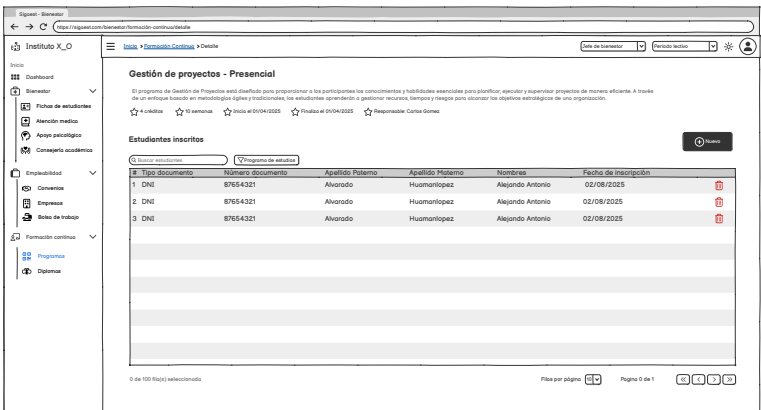 Sigaest - Bienestar
https://sigaest.com/bienestar/formación-continua/detalle
Instituto X_O
Inicio > Formación Continua > Detalle
Jefe de bienestar
Periodo lectivo
Inicio
Dashboard
Bienestar
Fichas de estudiantes
Atención medica
Apoyo psicológico
Consejería académica
Empleabilidad
Convenios
Empresas
Bolsa de trabajo
Formación continua
Programas
Diplomas
Gestión de proyectos - Presencial
El programa de Gestión de Proyectos está diseñado para proporcionar a los participantes los conocimientos y habilidades esenciales para planificar, ejecutar y supervisar proyectos de manera eficiente. A través
de un enfoque basado en metodologías ágiles y tradicionales, los estudiantes aprenderán a gestionar recursos, tiempos y riesgos para alcanzar los objetivos estratégicos de una organización.
4 créditos 10 semanas Inicia el 01/04/2025 Finaliza el 01/04/2025 Responsable: Carlos Gomez
Estudiantes inscritos
Nuevo
Buscar estudiantes
Programa de estudios
# Tipo documento Número documento Apellido Paterno Apellido Materno Nombres Fecha de inscripción
1 DNI 87654321 Alvarado Huamanlopez Alejando Antonio 02/08/2025
2 DNI 87654321 Alvarado Huamanlopez Alejando Antonio 02/08/2025
3 DNI 87654321 Alvarado Huamanlopez Alejando Antonio 02/08/2025
0 de 100 fila(s) seleccionado
Filas por página 10 Pagina 0 de 1